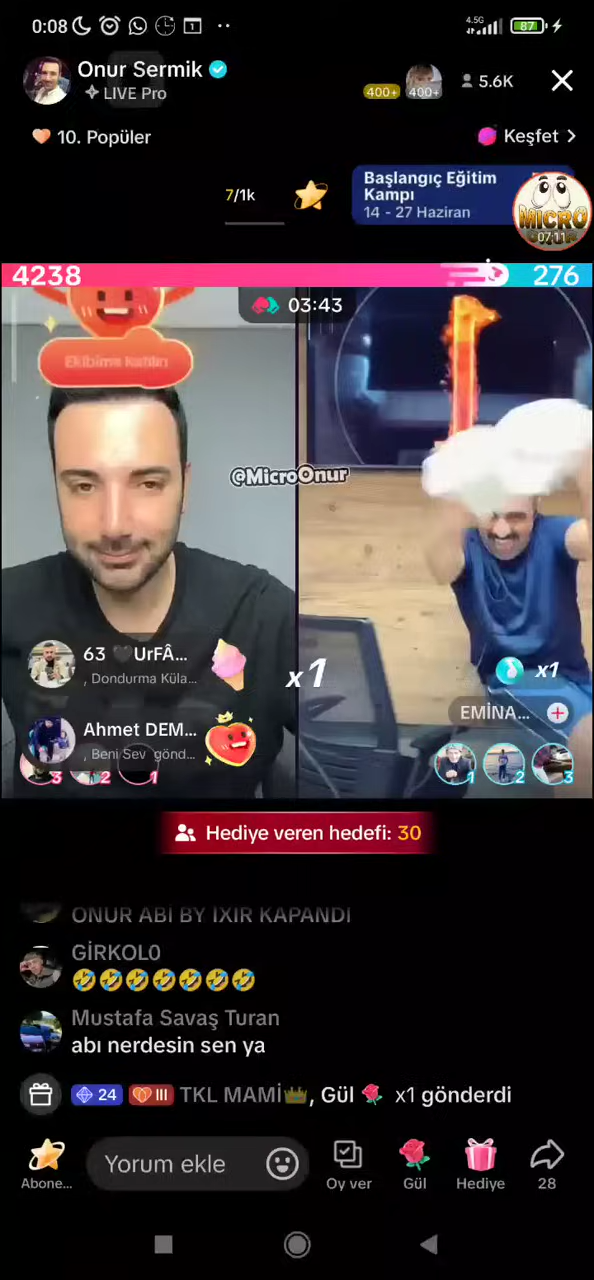 0:08
4.5G
87
Onur Sermik
LIVE Pro
400+
400+
5.6K
10. Popüler
Keşfet
7/1k
Başlangıç Eğitim
Kampı
14 - 27 Haziran
MICRO
07:11
4238
276
03:43
Ekibime katılın
@MicroOnur
63 🖤UrFÂ...
, Dondurma Küla...
x1
x1
EMİNA...
Ahmet DEM...
, Beni Sev gönd...
3
2
1
1
2
3
Hediye veren hedefi: 30
ONUR ABİ BY IXIR KAPANDI
GİRKOL0
🤣🤣🤣🤣🤣🤣🤣
Mustafa Savaş Turan
abı nerdesin sen ya
24
III
TKL MAMİ👑, Gül 🌹 x1 gönderdi
Yorum ekle
Abone...
Oy ver
Gül
Hediye
28